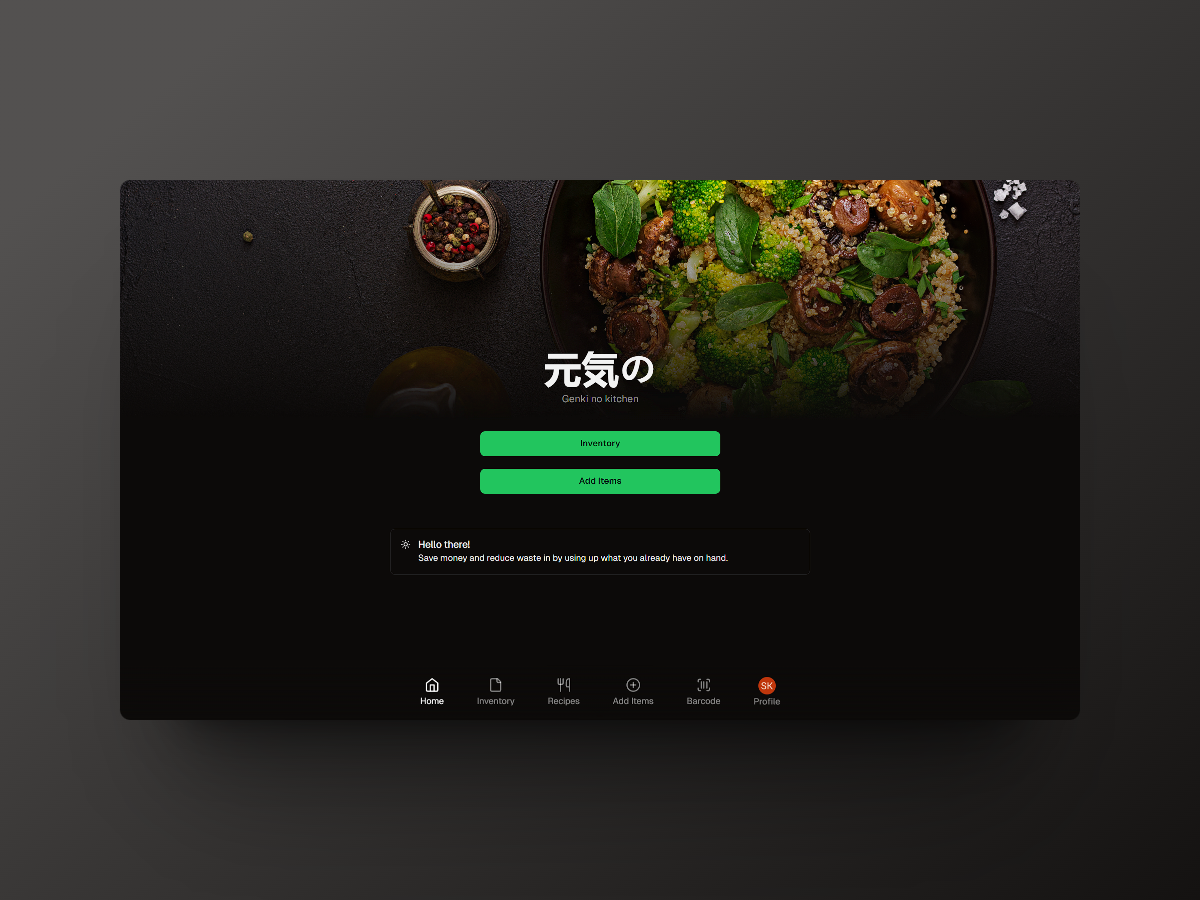 元気の
Genki no kitchen
Inventory
Add Items
Hello there!
Save money and reduce waste in by using up what you already have on hand.
Home
Inventory
Recipes
Add Items
Barcode
SK
Profile